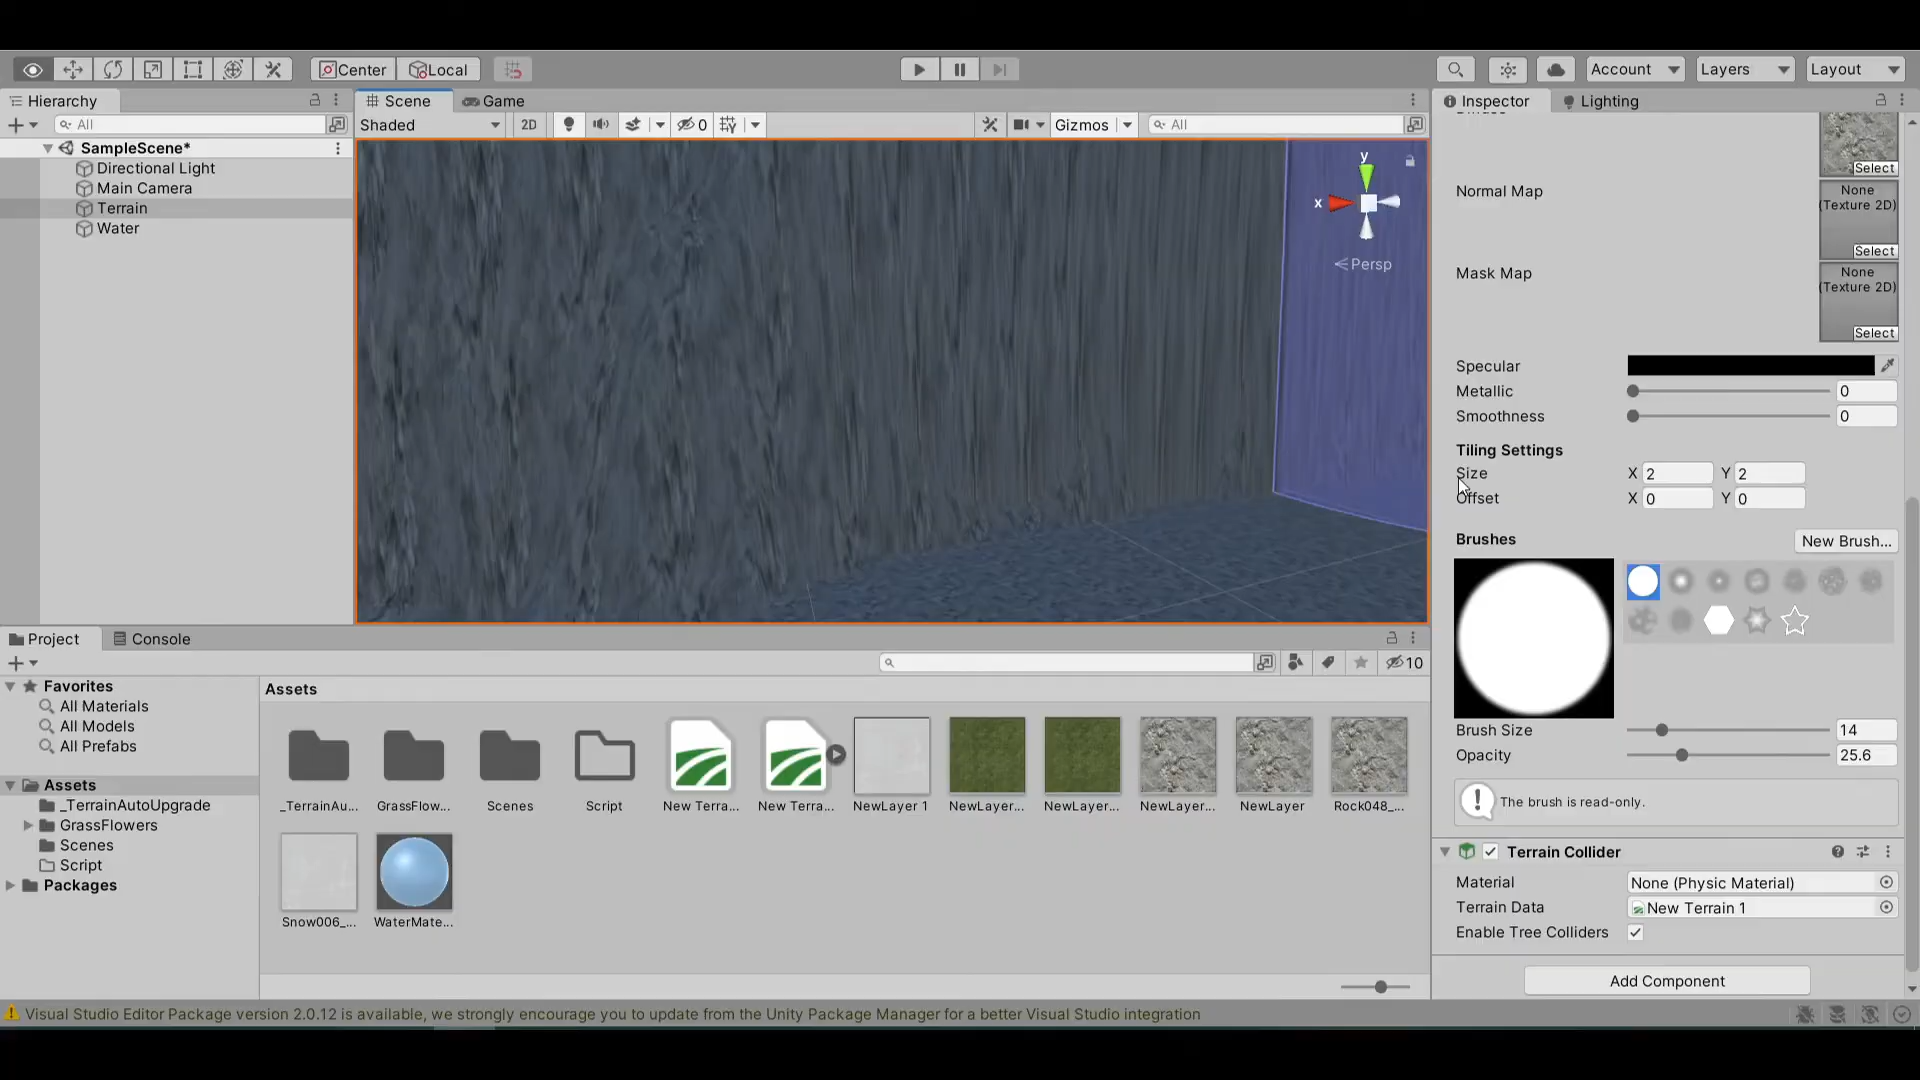 Center
Local
Account
Layers
Layout
Hierarchy
All
SampleScene*
Directional Light
Main Camera
Terrain
Water
Scene
Game
Shaded
2D
0
Gizmos
All
y
x
Persp
Inspector
Lighting
Select
Normal Map
None
(Texture 2D)
Select
Mask Map
None
(Texture 2D)
Select
Specular
Metallic
0
Smoothness
0
Tiling Settings
Size
X 2
Y 2
Offset
X 0
Y 0
Brushes
New Brush...
Brush Size
14
Opacity
25.6
The brush is read-only.
Terrain Collider
Material
None (Physic Material)
Terrain Data
New Terrain 1
Enable Tree Colliders
Add Component
Project
Console
10
Favorites
All Materials
All Models
All Prefabs
Assets
_TerrainAutoUpgrade
GrassFlowers
Scenes
Script
Packages
Assets
_TerrainAu...
GrassFlow...
Scenes
Script
New Terra...
New Terra...
NewLayer 1
NewLayer...
NewLayer...
NewLayer...
NewLayer
Rock048_...
Snow006_...
WaterMate...
Visual Studio Editor Package version 2.0.12 is available, we strongly encourage you to update from the Unity Package Manager for a better Visual Studio integration